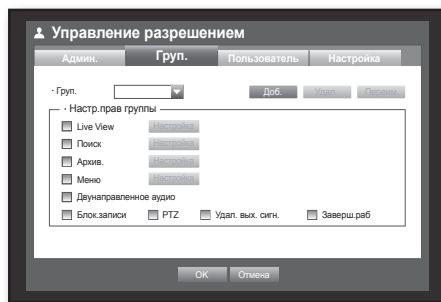 Управление разрешением
Админ. Груп. Пользователь Настройка
· Груп. Доб. Удал. Переим.
· Настр.прав группы
Live View Настройка
Поиск Настройка
Архив. Настройка
Меню Настройка
Двунаправленное аудио
Блок.записи PTZ Удал. вых. сигн. Заверш.раб
OK Отмена